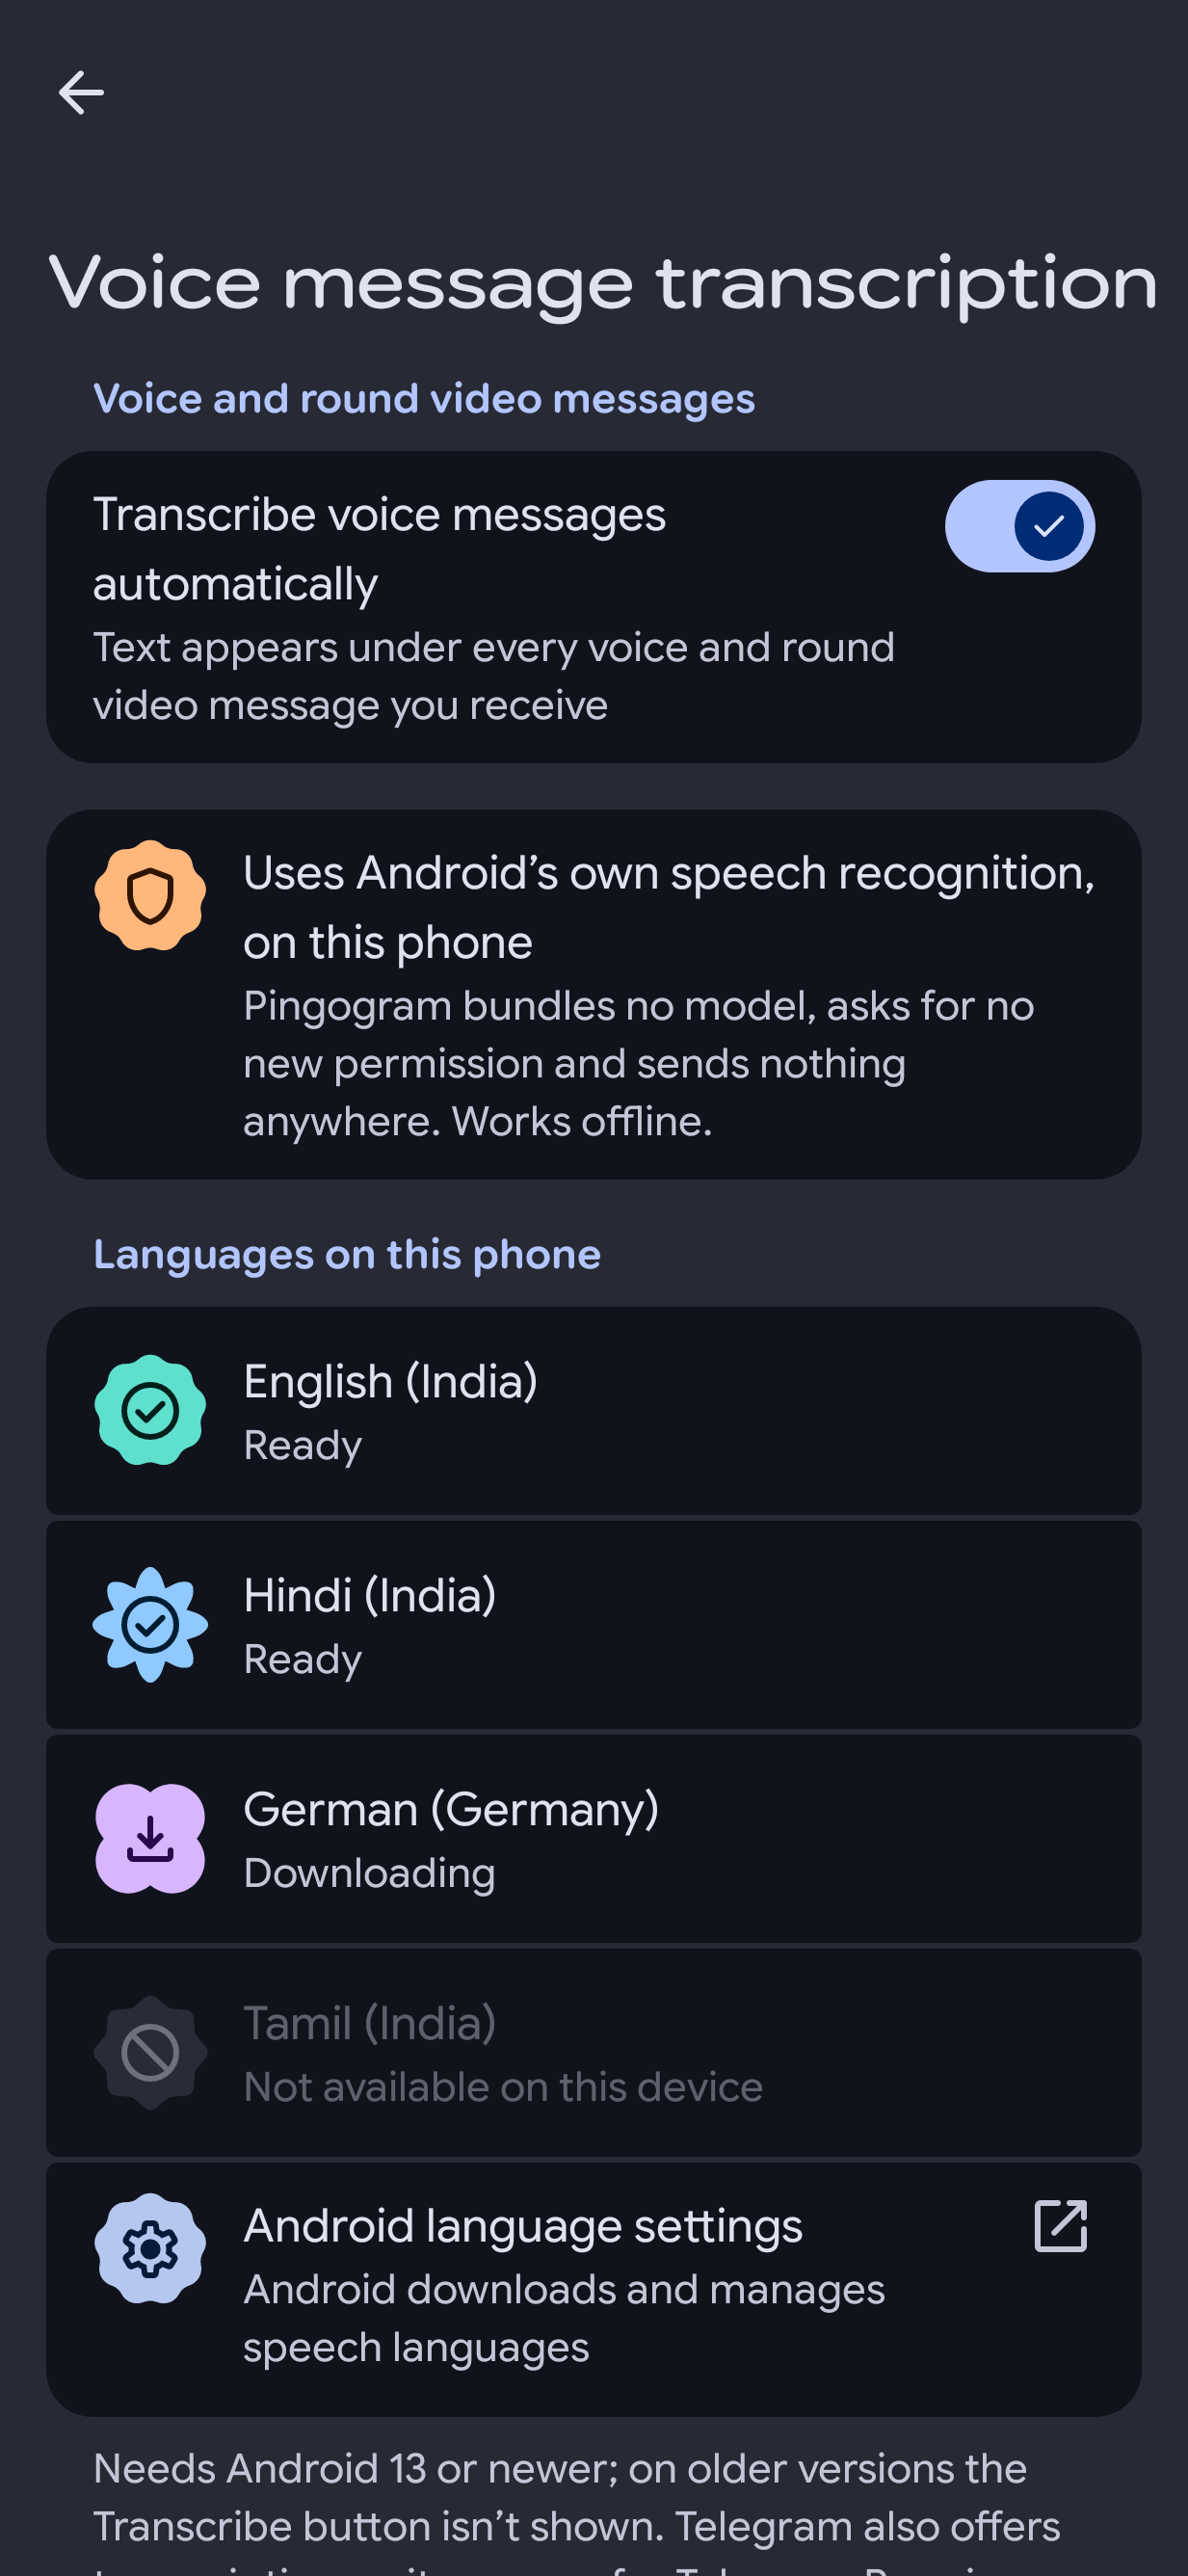 Voice message transcription
Voice and round video messages
Transcribe voice messages
automatically
Text appears under every voice and round
video message you receive
Uses Android’s own speech recognition,
on this phone
Pingogram bundles no model, asks for no
new permission and sends nothing
anywhere. Works offline.
Languages on this phone
English (India)
Ready
Hindi (India)
Ready
German (Germany)
Downloading
Tamil (India)
Not available on this device
Android language settings
Android downloads and manages
speech languages
Needs Android 13 or newer; on older versions the
Transcribe button isn’t shown. Telegram also offers